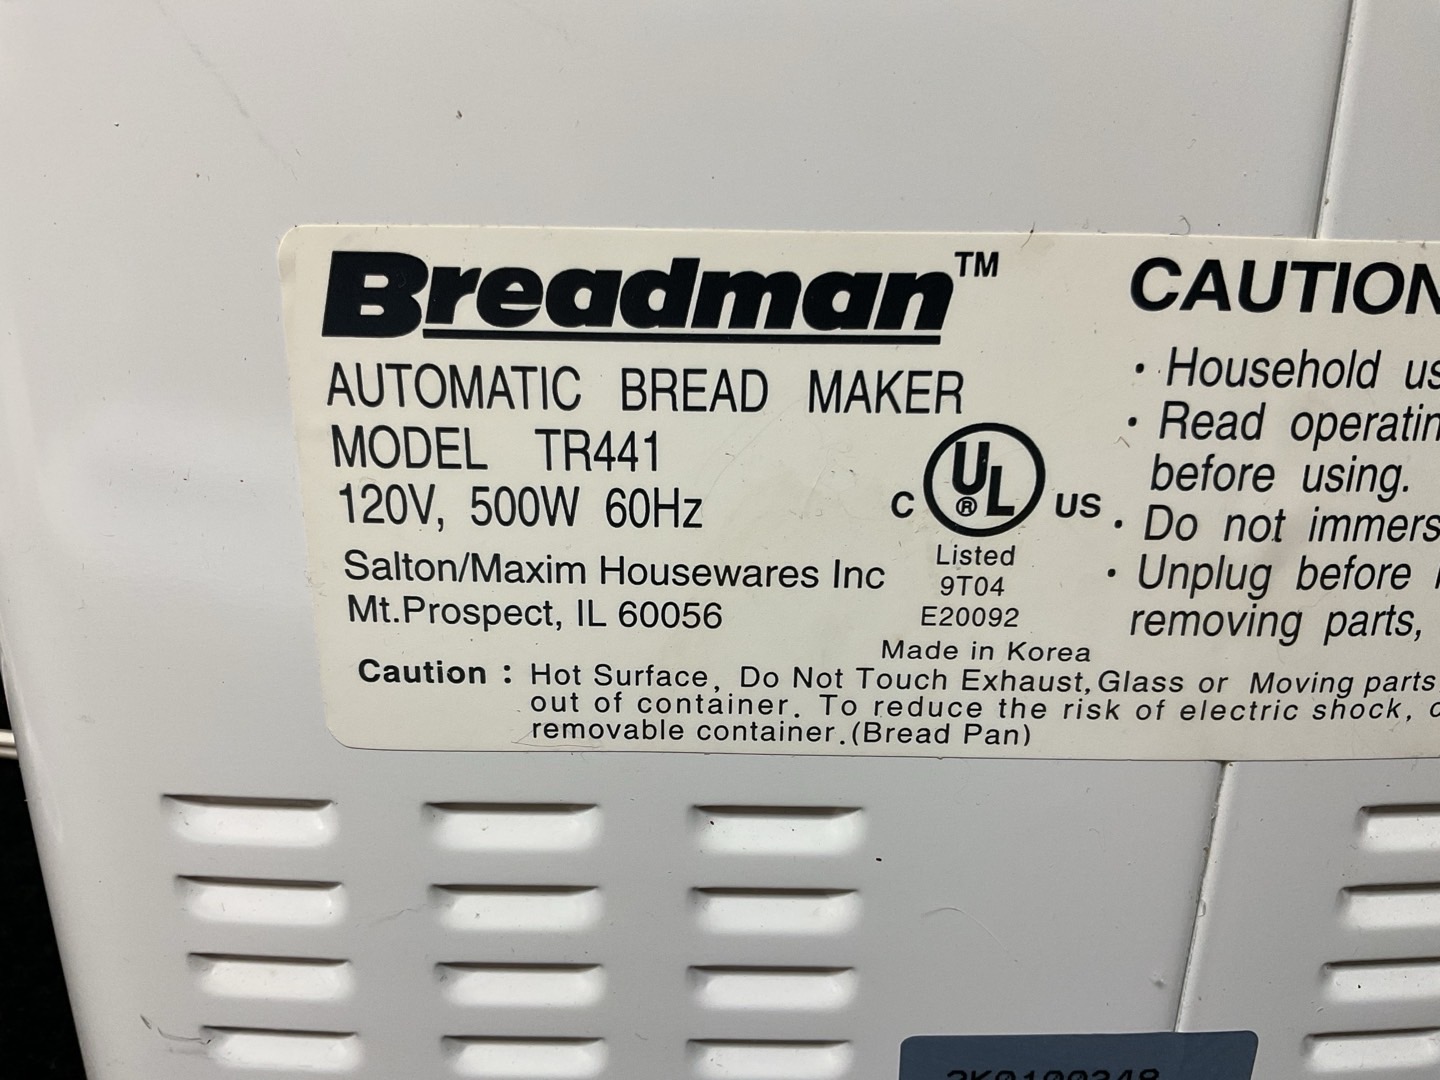 Breadman™
AUTOMATIC BREAD MAKER
MODEL TR441
120V, 500W 60Hz
Salton/Maxim Housewares Inc
Mt.Prospect, IL 60056
C UL® US
Listed
9T04
E20092
Made in Korea
Caution : Hot Surface, Do Not Touch Exhaust, Glass or Moving parts
out of container. To reduce the risk of electric shock,
removable container.(Bread Pan)
CAUTION
· Household
· Read
before using.
· Do not
· Unplug before
removing parts,